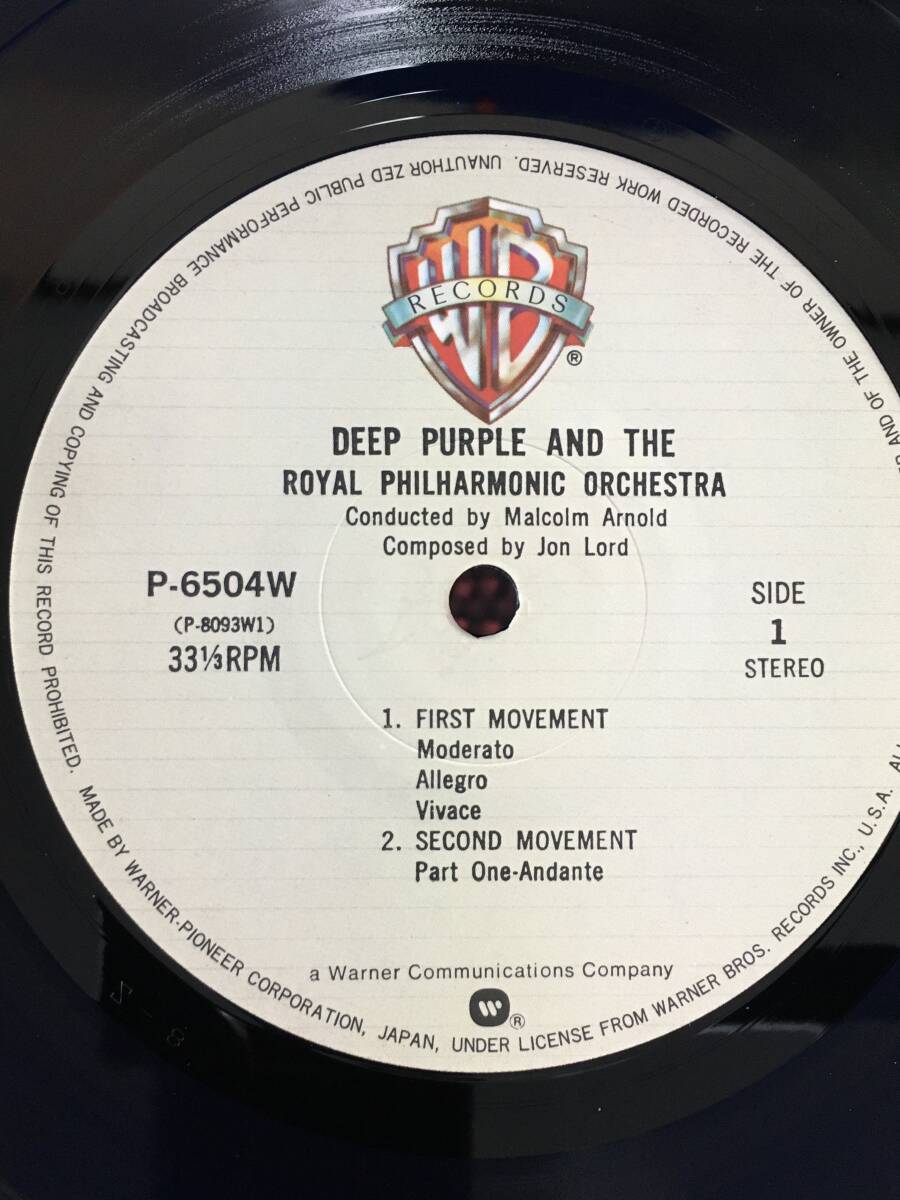 WB
RECORDS
®
DEEP PURPLE AND THE
ROYAL PHILHARMONIC ORCHESTRA
Conducted by Malcolm Arnold
Composed by Jon Lord
P-6504W
(P-8093W1)
33⅓RPM
SIDE
1
STEREO
1. FIRST MOVEMENT
Moderato
Allegro
Vivace
2. SECOND MOVEMENT
Part One-Andante
a Warner Communications Company
®
AND OF THE OWNER OF THE RECORDED WORK RESERVED. UNAUTHOR ZED PUBLIC PERFORMANCE BROADCASTING AND COPYING OF THIS RECORD PROHIBITED. MADE BY WARNER-PIONEER CORPORATION, JAPAN, UNDER LICENSE FROM WARNER BROS. RECORDS INC., U.S.A.